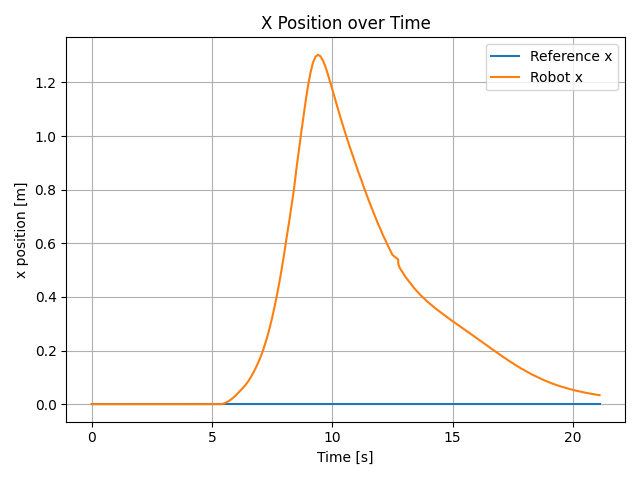 X Position over Time
Reference x
Robot x
x position [m]
1.2
1.0
0.8
0.6
0.4
0.2
0.0
0 5 10 15 20
Time [s]